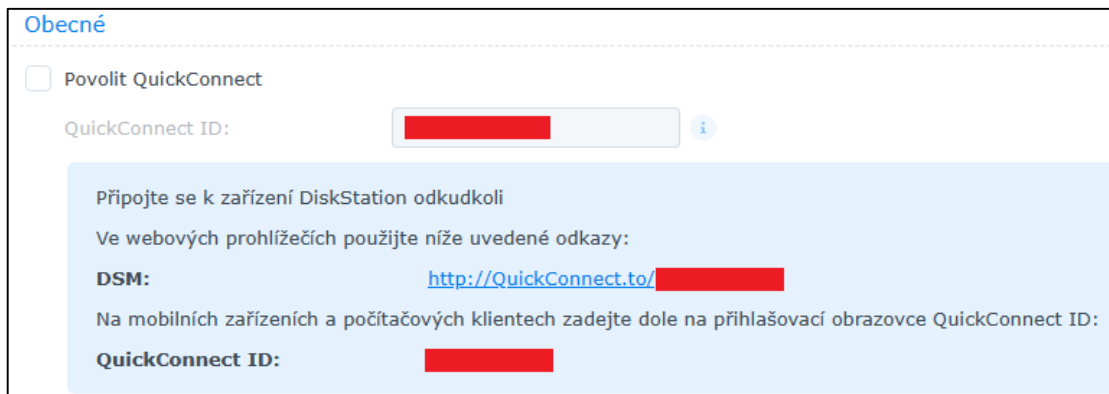 Obecné
Povolit QuickConnect
QuickConnect ID:
i
Připojte se k zařízení DiskStation odkudkoli
Ve webových prohlížečích použijte níže uvedené odkazy:
DSM: http://QuickConnect.to/
Na mobilních zařízeních a počítačových klientech zadejte dole na přihlašovací obrazovce QuickConnect ID:
QuickConnect ID: